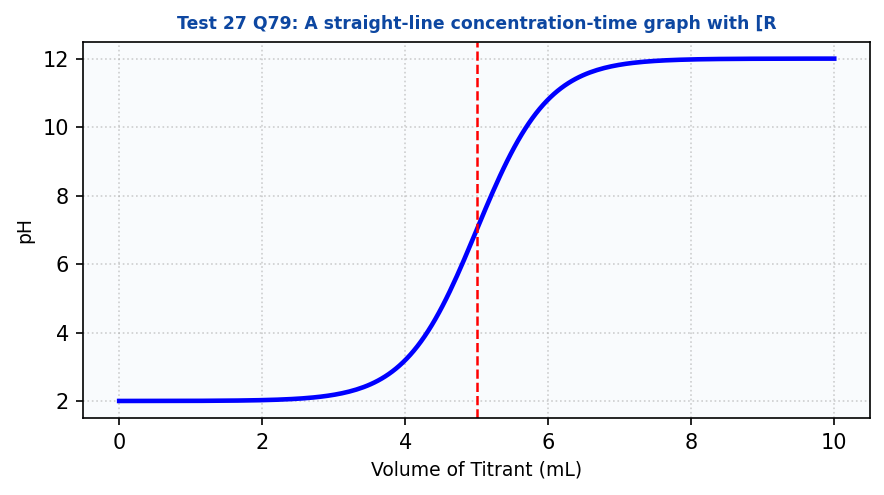 Test 27 Q79: A straight-line concentration-time graph with [R
12
10
8
6
4
2
pH
0 2 4 6 8 10
Volume of Titrant (mL)